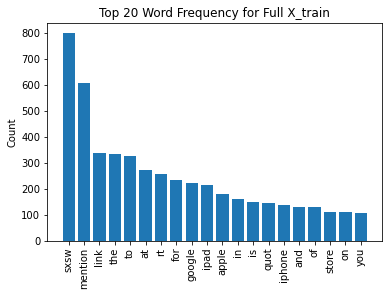 Top 20 Word Frequency for Full X_train
Count
800
700
600
500
400
300
200
100
0
sxsw
mention
link
the
to
at
rt
for
google
ipad
apple
in
is
quot
iphone
and
of
store
on
you